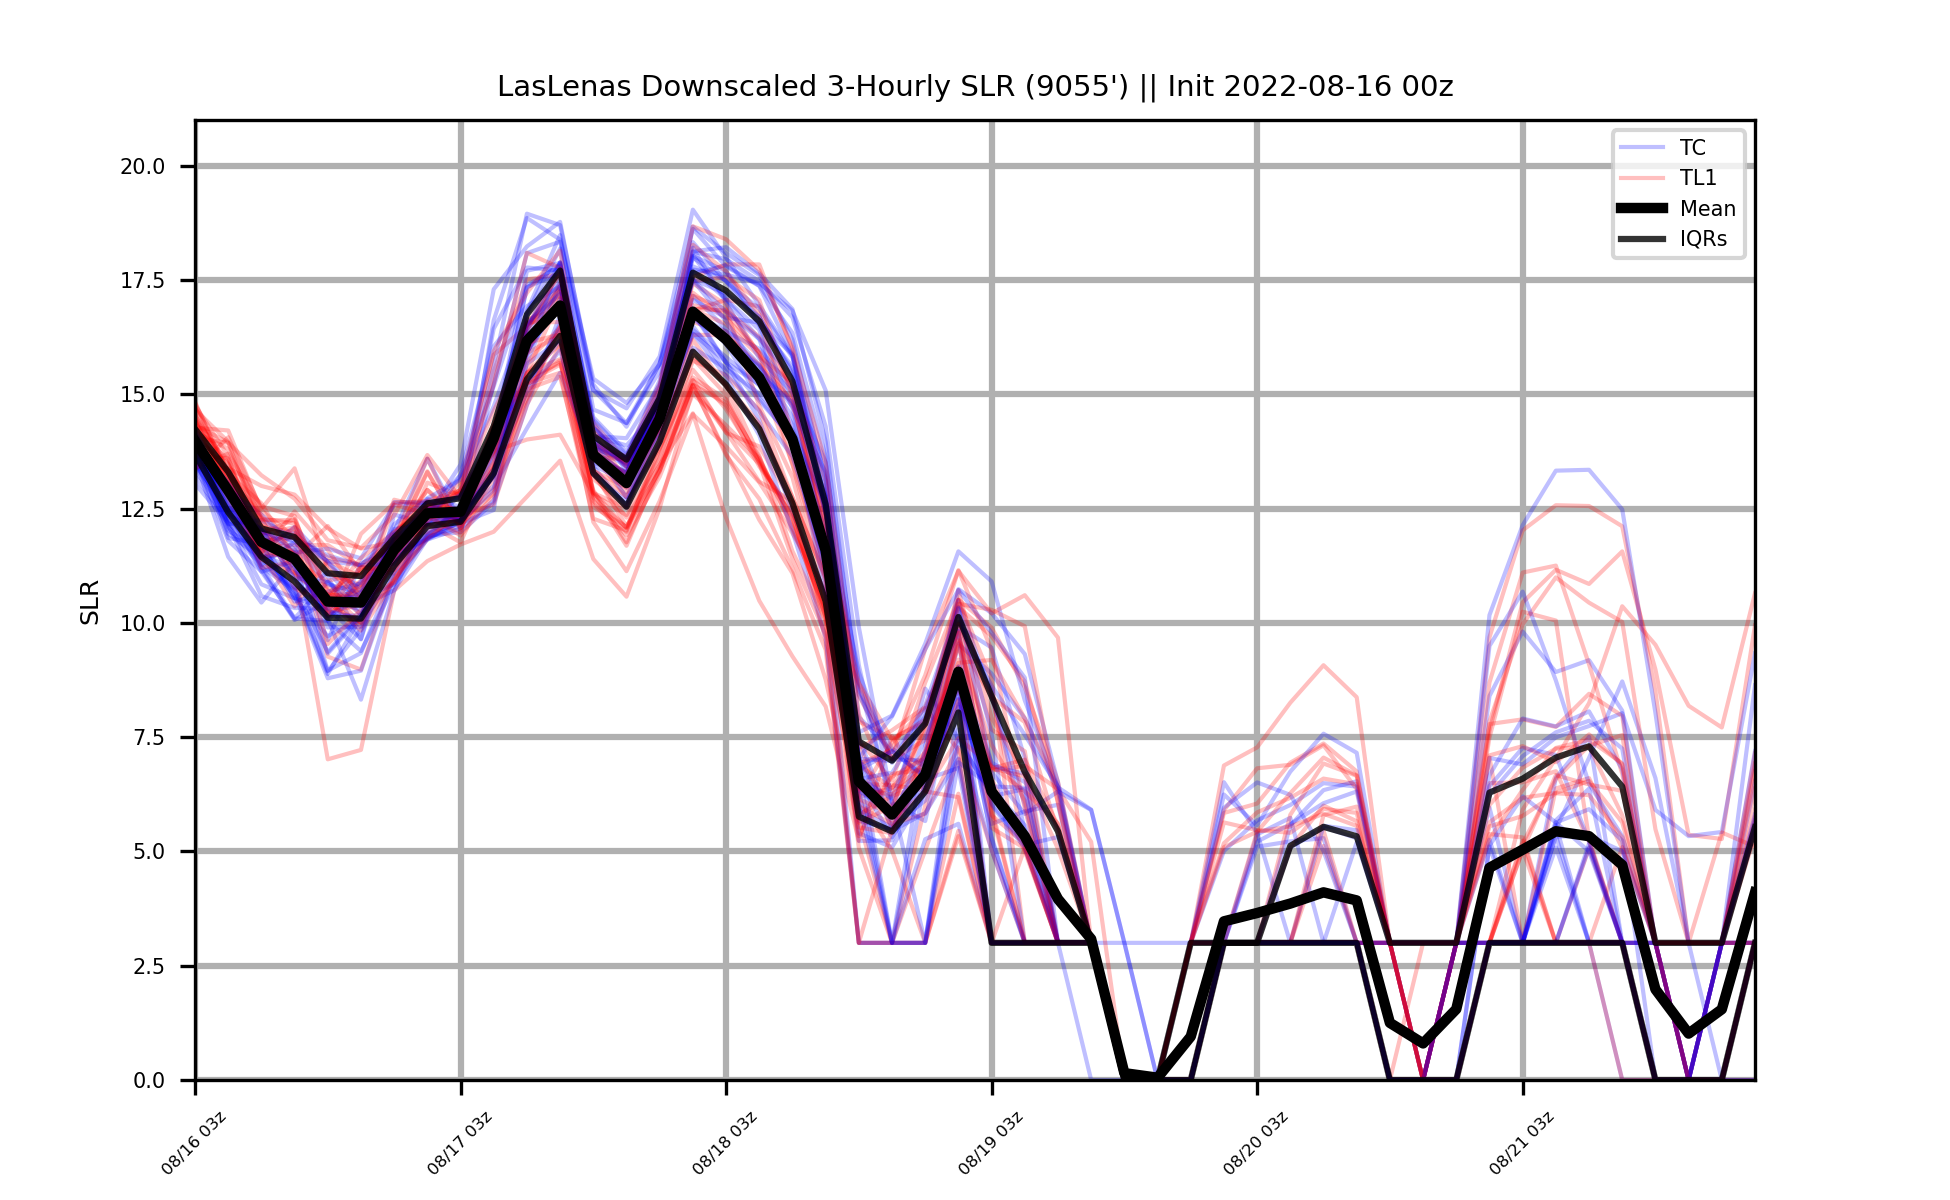 LasLenas Downscaled 3-Hourly SLR (9055') || Init 2022-08-16 00z
TC
TL1
Mean
IQRs
SLR
20.0
17.5
15.0
12.5
10.0
7.5
5.0
2.5
0.0
08/16 03z
08/17 03z
08/18 03z
08/19 03z
08/20 03z
08/21 03z